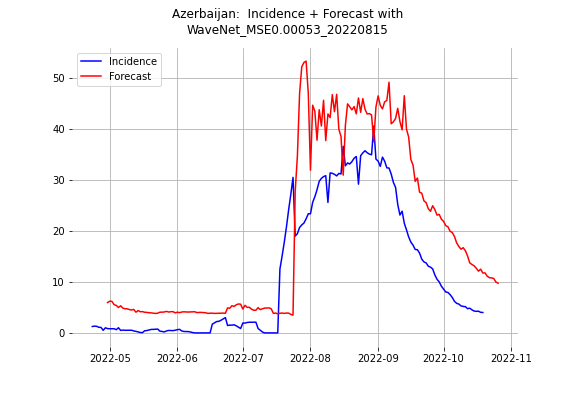 Azerbaijan:  Incidence + Forecast with
WaveNet_MSE0.00053_20220815
Incidence
Forecast
50
40
30
20
10
0
2022-05 2022-06 2022-07 2022-08 2022-09 2022-10 2022-11